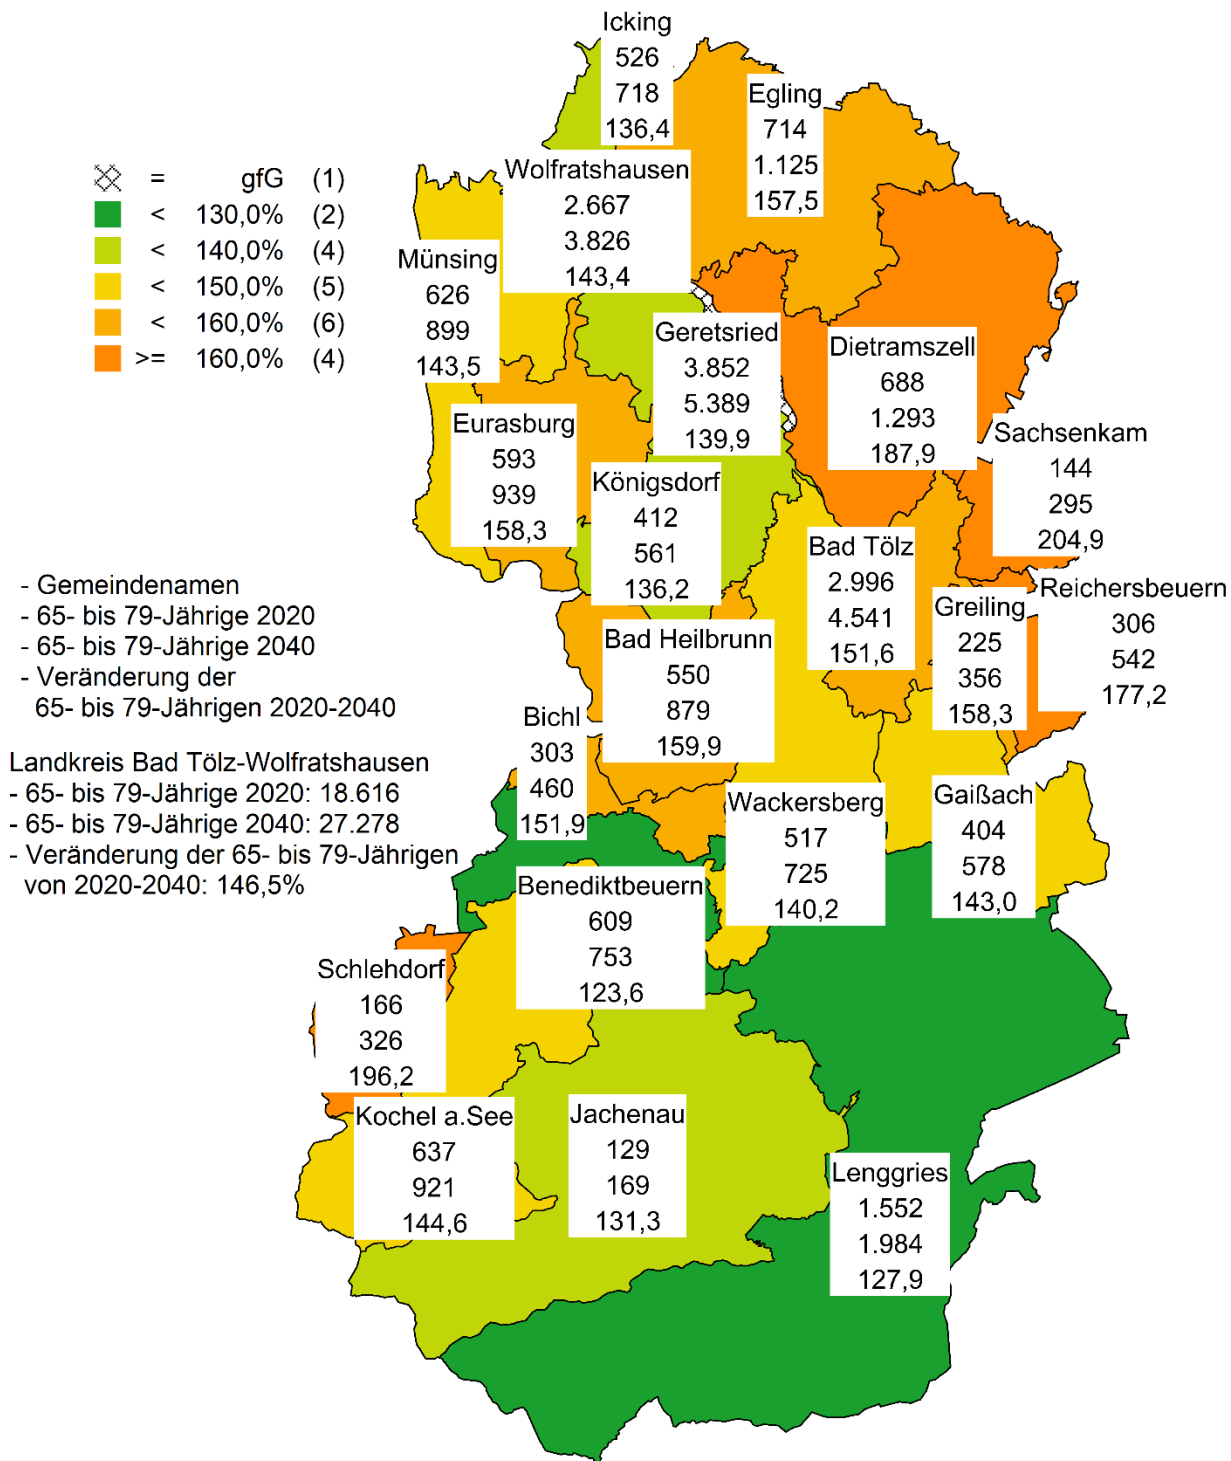 Icking
526
718
136,4
Egling
714
1.125
157,5
= gfG (1)
< 130,0% (2)
< 140,0% (4)
< 150,0% (5)
< 160,0% (6)
>= 160,0% (4)
Wolfratshausen
2.667
3.826
143,4
Münsing
626
899
143,5
Geretsried
3.852
5.389
139,9
Dietramszell
688
1.293
187,9
Eurasburg
593
939
158,3
Sachsenkam
144
295
204,9
Königsdorf
412
561
136,2
Bad Tölz
2.996
4.541
151,6
Reichersbeuern
306
542
177,2
Greiling
225
356
158,3
- Gemeindenamen
- 65- bis 79-Jährige 2020
- 65- bis 79-Jährige 2040
- Veränderung der
65- bis 79-Jährigen 2020-2040
Bad Heilbrunn
550
879
159,9
Bichl
303
460
151,9
Landkreis Bad Tölz-Wolfratshausen
- 65- bis 79-Jährige 2020: 18.616
- 65- bis 79-Jährige 2040: 27.278
- Veränderung der 65- bis 79-Jährigen
von 2020-2040: 146,5%
Wackersberg
517
725
140,2
Gaißach
404
578
143,0
Benediktbeuern
609
753
123,6
Schlehdorf
166
326
196,2
Kochel a.See
637
921
144,6
Jachenau
129
169
131,3
Lenggries
1.552
1.984
127,9